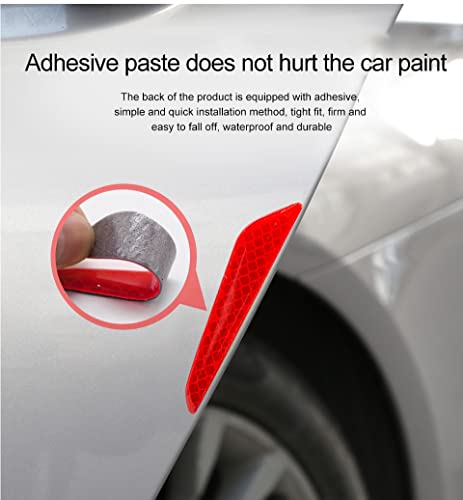 Adhesive paste does not hurt the car paint
The back of the product is equipped with adhesive,
simple and quick installation method, tight fit, firm and
easy to fall off, waterproof and durable